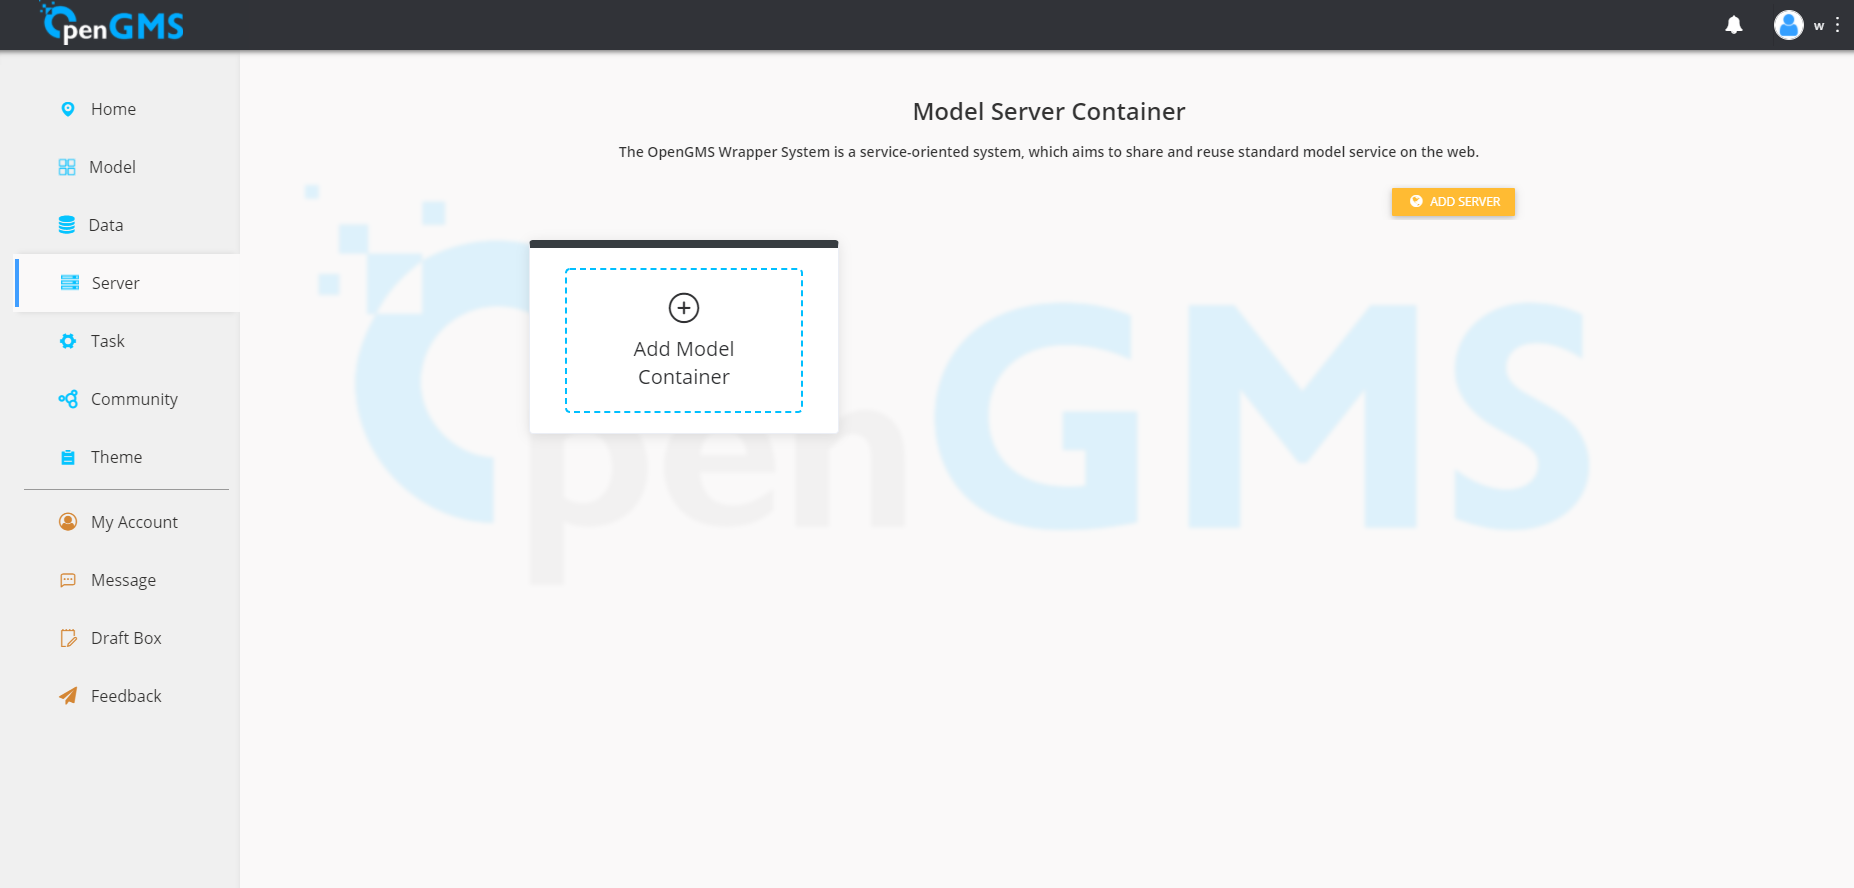 OpenGMS
w
Home
Model
Data
Server
Task
Community
Theme
My Account
Message
Draft Box
Feedback
Model Server Container
The OpenGMS Wrapper System is a service-oriented system, which aims to share and reuse standard model service on the web.
ADD SERVER
Add Model
Container
OpenGMS